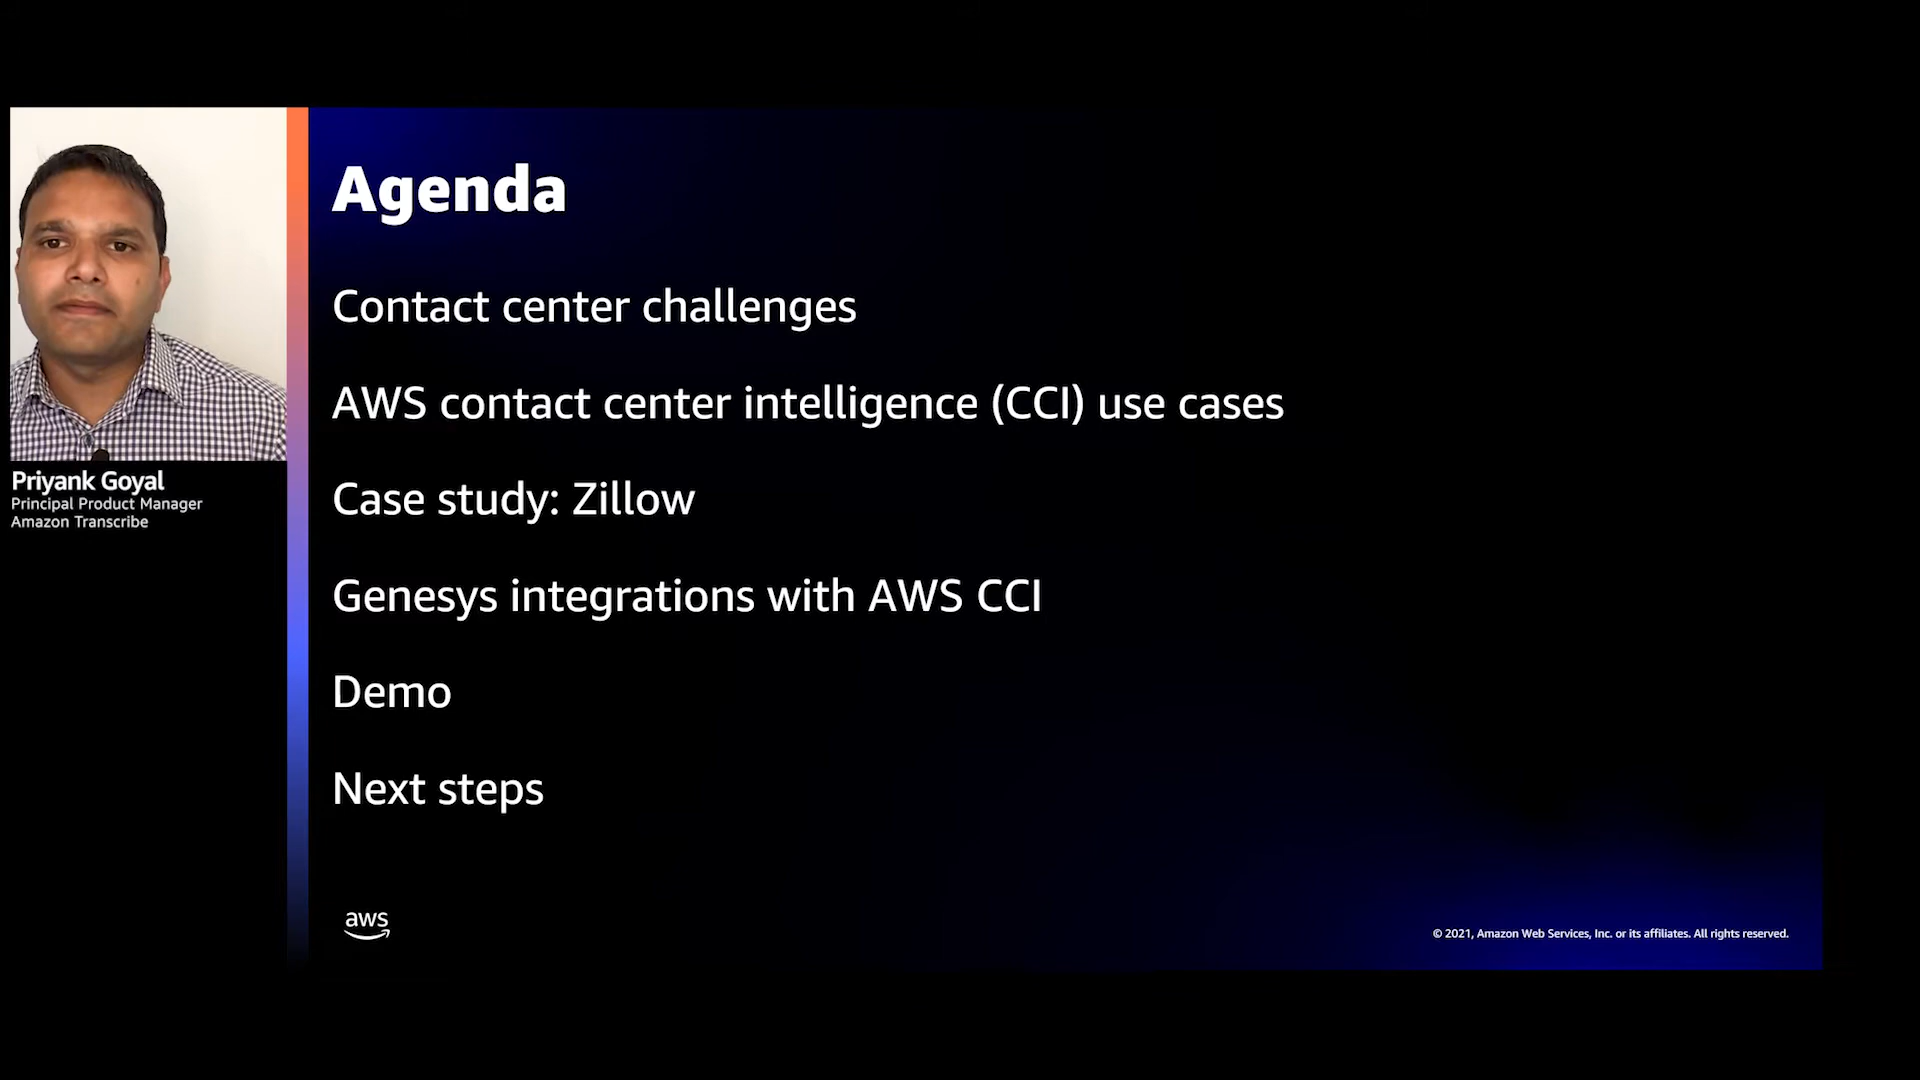 Agenda
Contact center challenges
AWS contact center intelligence (CCI) use cases
Case study: Zillow
Genesys integrations with AWS CCI
Demo
Next steps
Priyank Goyal
Principal Product Manager
Amazon Transcribe
aws
© 2021, Amazon Web Services, Inc. or its affiliates. All rights reserved.